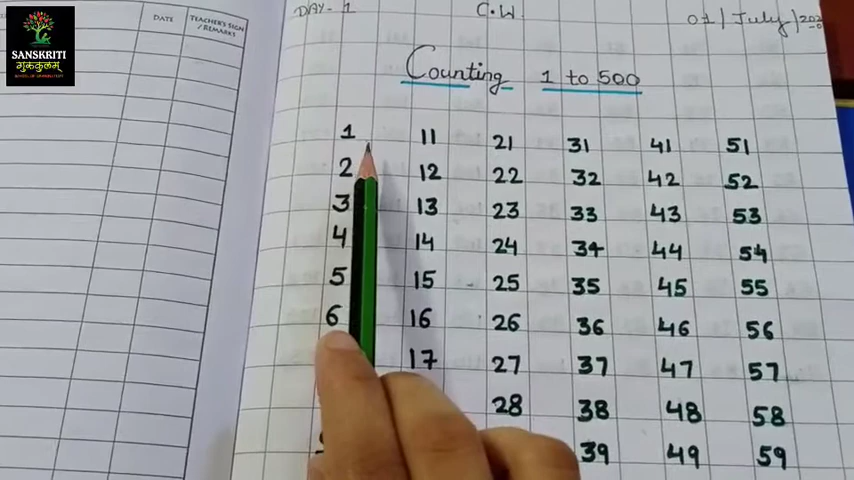 SANSKRITI
गुरुकुलम्
DATE
TEACHER'S SIGN
/ REMARKS
DAY- 1 C.W 01/July/2020
Counting 1 to 500
1 11 21 31 41 51
2 12 22 32 42 52
3 13 23 33 43 53
4 14 24 34 44 54
5 15 25 35 45 55
6 16 26 36 46 56
17 27 37 47 57
28 38 48 58
39 49 59